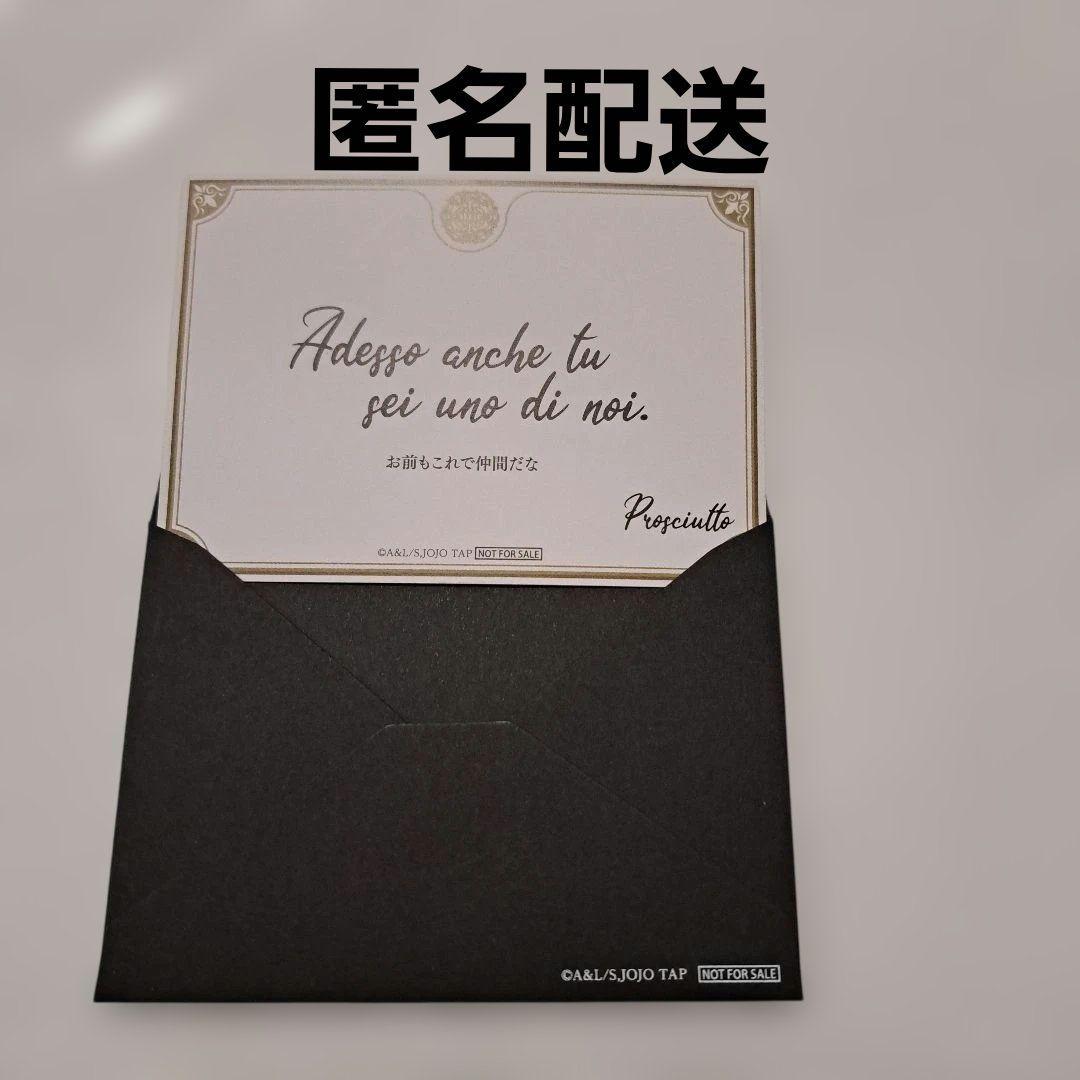 匿名配送
Adesso anche tu
sei uno di noi.
お前もこれで仲間だな
Prosciutto
©A&L/S,JOJO TAP NOT FOR SALE
©A&L/S,JOJO TAP NOT FOR SALE